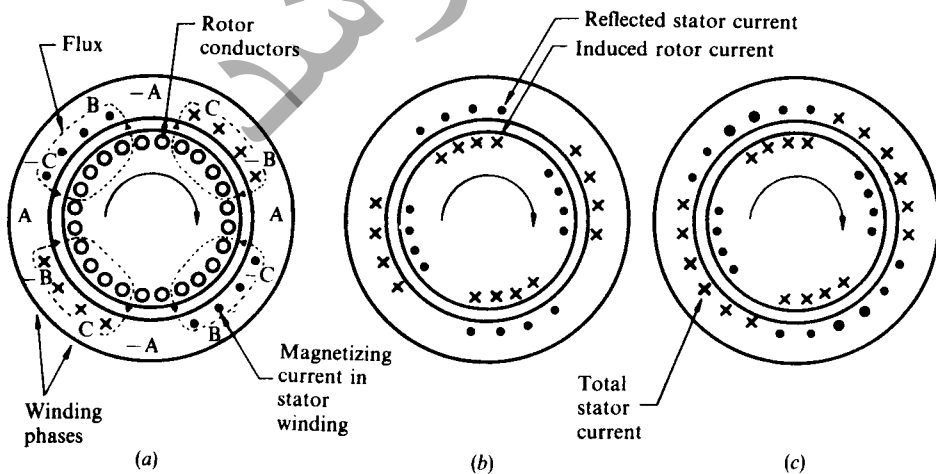 Flux
Rotor
conductors
Reflected stator current
Induced rotor current
B
–A
C
–C
–B
A
A
–B
–C
C
–A
B
Winding
phases
Magnetizing
current in
stator
winding
Total
stator
current
(a)
(b)
(c)